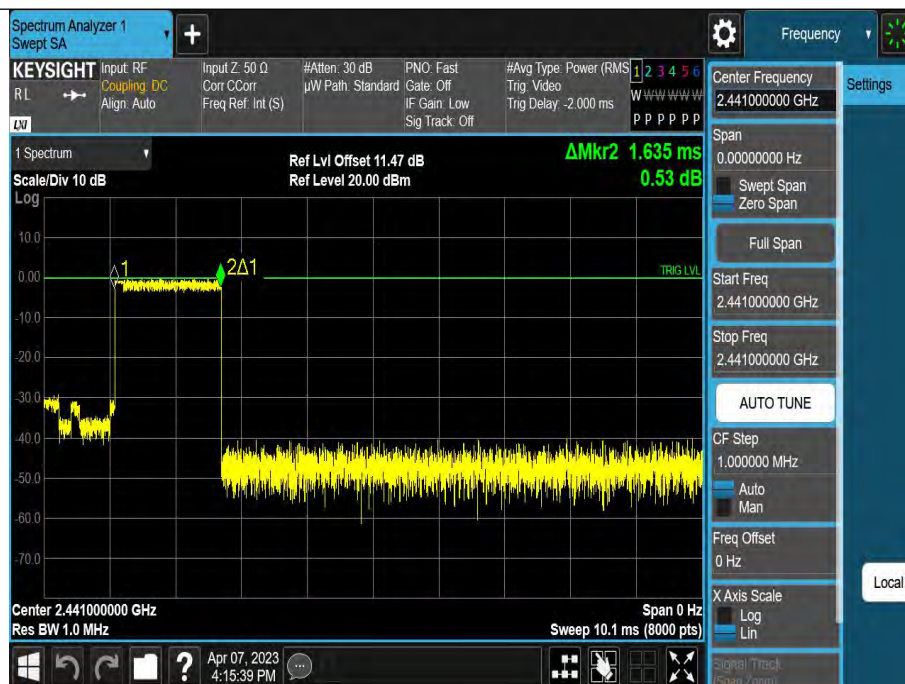 Spectrum Analyzer 1
Swept SA
Frequency
KEYSIGHT
RL
LXI
Input: RF
Coupling: DC
Align: Auto
Input Z: 50 Ω
Corr CCorr
Freq Ref: Int (S)
#Atten: 30 dB
µW Path: Standard
PNO: Fast
Gate: Off
IF Gain: Low
Sig Track: Off
#Avg Type: Power (RMS
Trig: Video
Trig Delay: -2.000 ms
1 2 3 4 5 6
W W W W W W
P P P P P P
1 Spectrum
Scale/Div 10 dB
Log
Ref Lvl Offset 11.47 dB
Ref Level 20.00 dBm
ΔMkr2 1.635 ms
0.53 dB
10.0
0.00
-10.0
-20.0
-30.0
-40.0
-50.0
-60.0
-70.0
1
2Δ1
TRIG LVL
Center 2.441000000 GHz
Res BW 1.0 MHz
Span 0 Hz
Sweep 10.1 ms (8000 pts)
Apr 07, 2023
4:15:39 PM
Center Frequency
2.441000000 GHz
Span
0.00000000 Hz
Swept Span
Zero Span
Full Span
Start Freq
2.441000000 GHz
Stop Freq
2.441000000 GHz
AUTO TUNE
CF Step
1.000000 MHz
Auto
Man
Freq Offset
0 Hz
X Axis Scale
Log
Lin
Signal Track
(Span Zoom)
Settings
Local